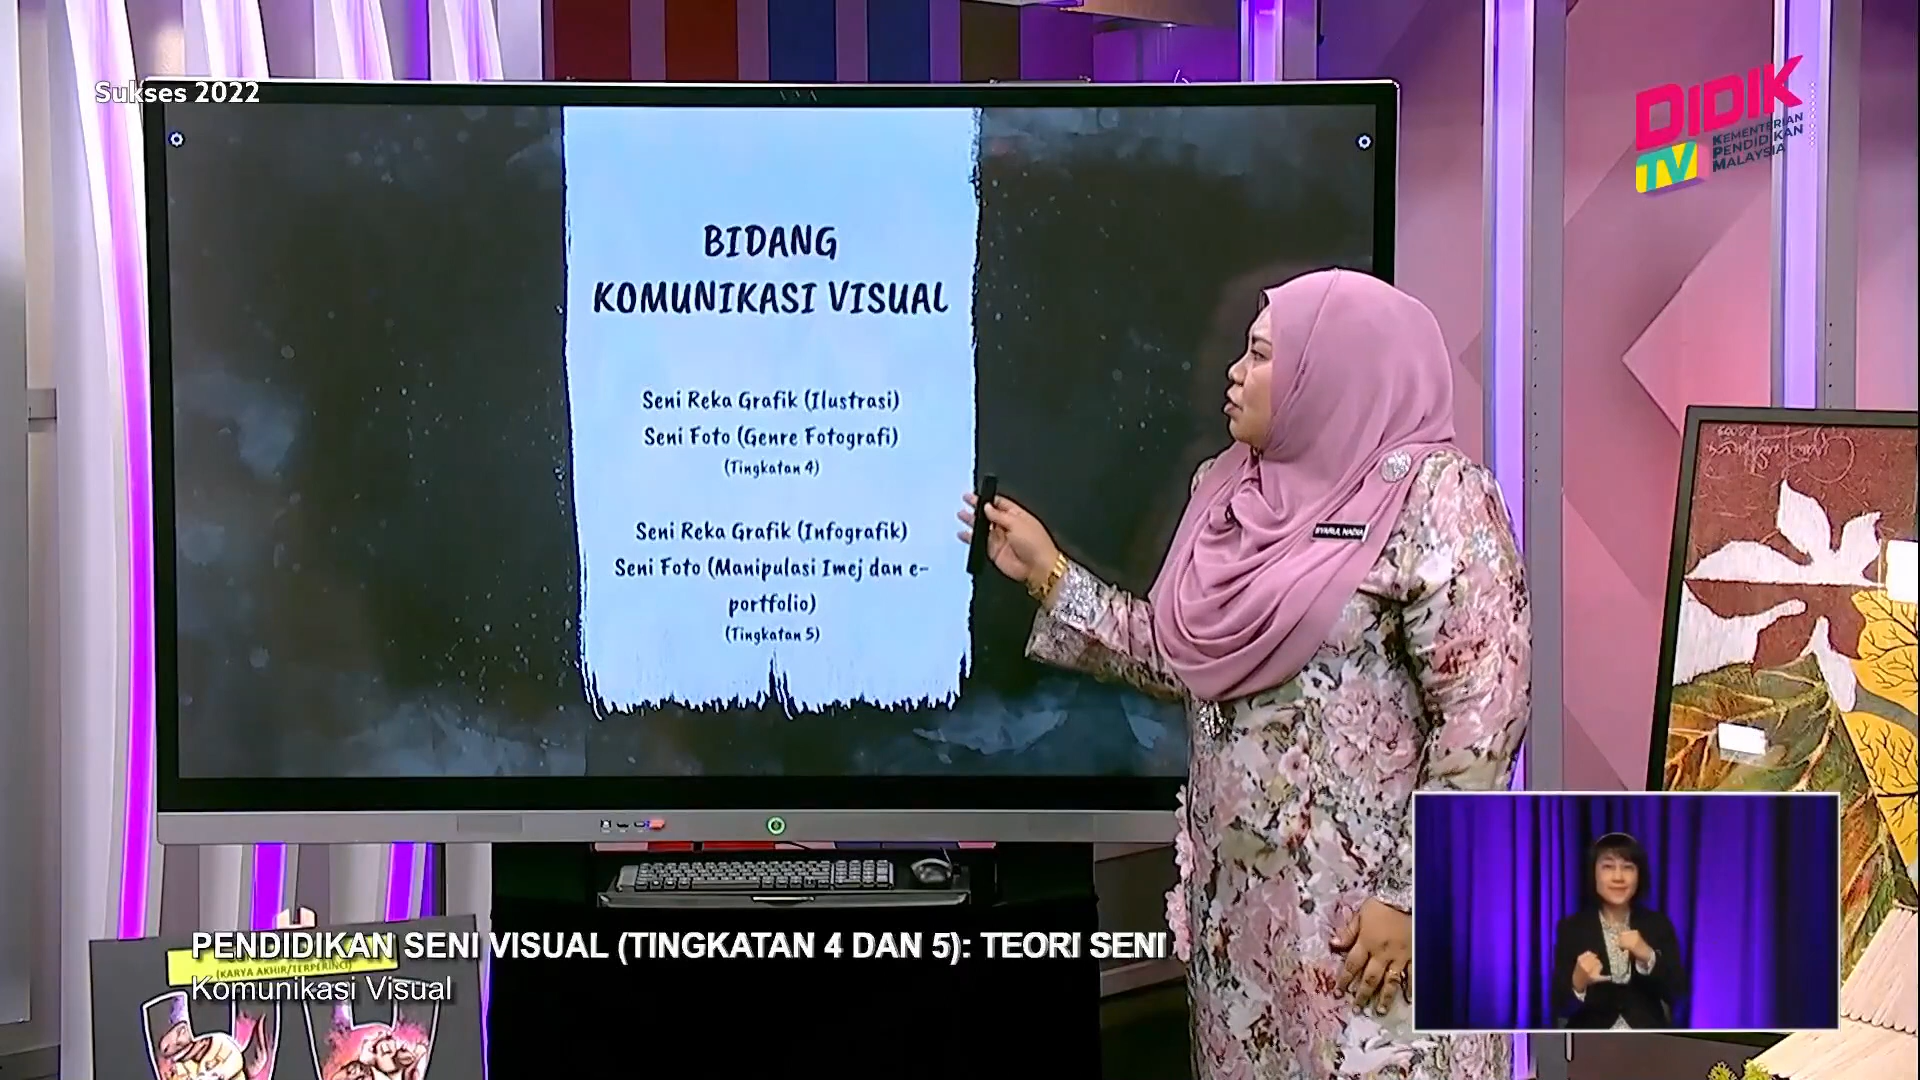 Sukses 2022
DIDIK
TV
KEMENTERIAN
PENDIDIKAN
MALAYSIA
BIDANG
KOMUNIKASI VISUAL
Seni Reka Grafik (Ilustrasi)
Seni Foto (Genre Fotografi)
(Tingkatan 4)
Seni Reka Grafik (Infografik)
Seni Foto (Manipulasi Imej dan e-
portfolio)
(Tingkatan 5)
SYARUL NADIA
PENDIDIKAN SENI VISUAL (TINGKATAN 4 DAN 5): TEORI SENI
(KARYA AKHIR/TERPERINCI)
Komunikasi Visual